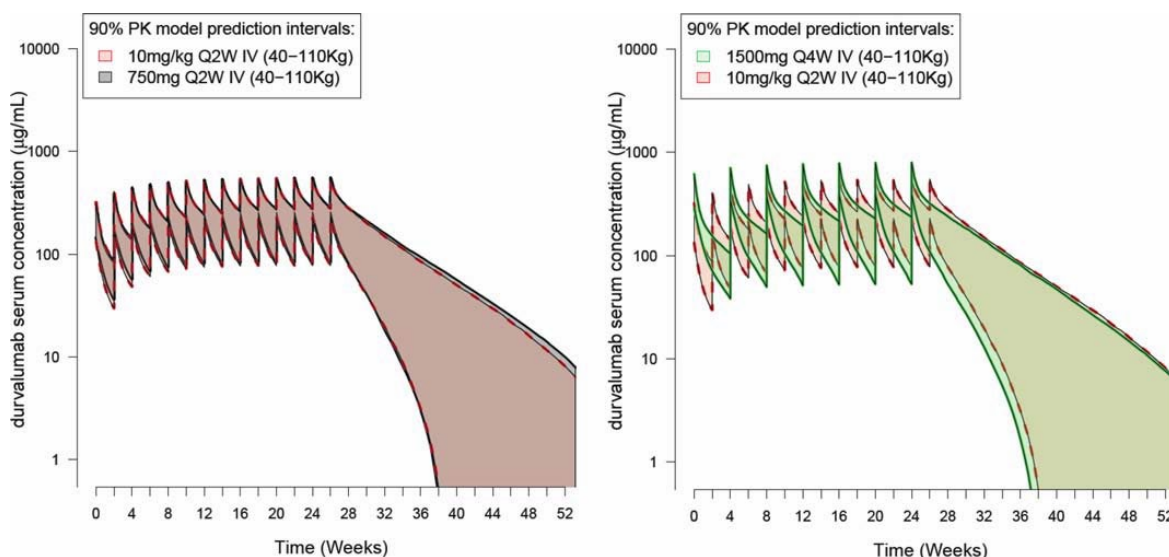 90% PK model prediction intervals:
10mg/kg Q2W IV (40−110Kg)
750mg Q2W IV (40−110Kg)
durvalumab serum concentration (µg/mL)
10000
1000
100
10
1
0 4 8 12 16 20 24 28 32 36 40 44 48 52
Time (Weeks)
90% PK model prediction intervals:
1500mg Q4W IV (40−110Kg)
10mg/kg Q2W IV (40−110Kg)
durvalumab serum concentration (µg/mL)
10000
1000
100
10
1
0 4 8 12 16 20 24 28 32 36 40 44 48 52
Time (Weeks)